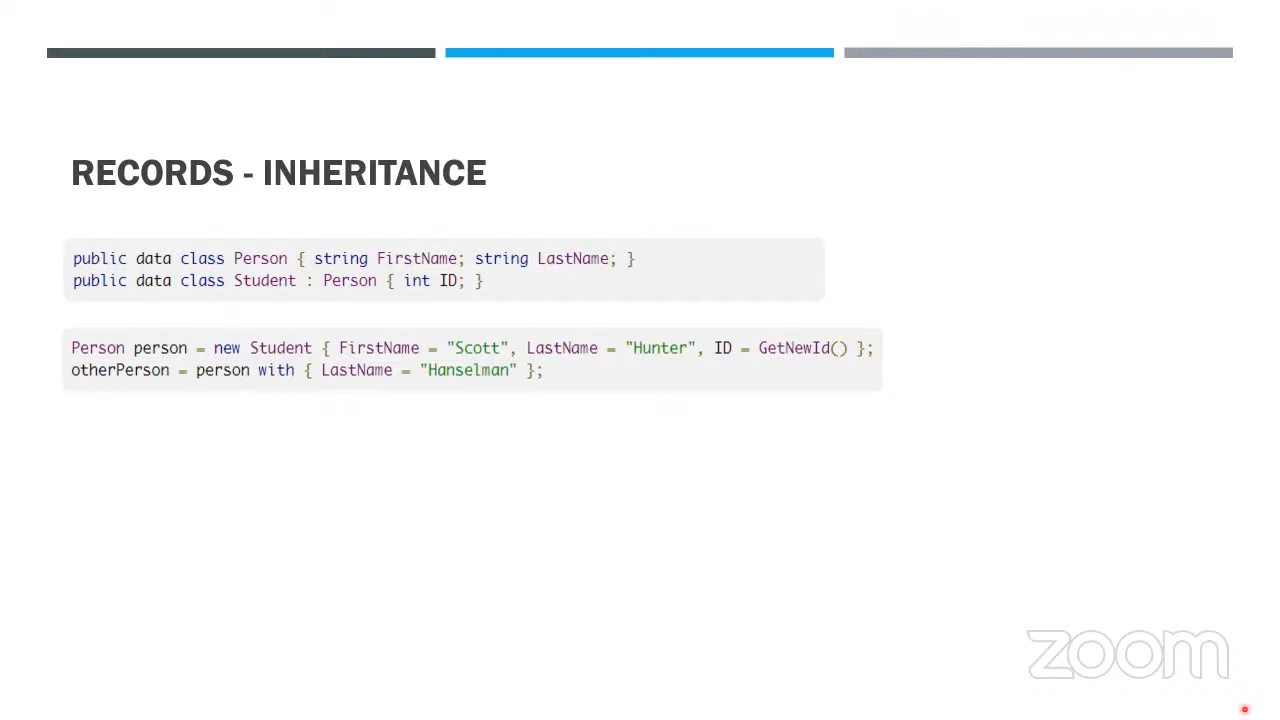 RECORDS - INHERITANCE
public data class Person { string FirstName; string LastName; }
public data class Student : Person { int ID; }
Person person = new Student { FirstName = "Scott", LastName = "Hunter", ID = GetNewId() };
otherPerson = person with { LastName = "Hanselman" };
zoom